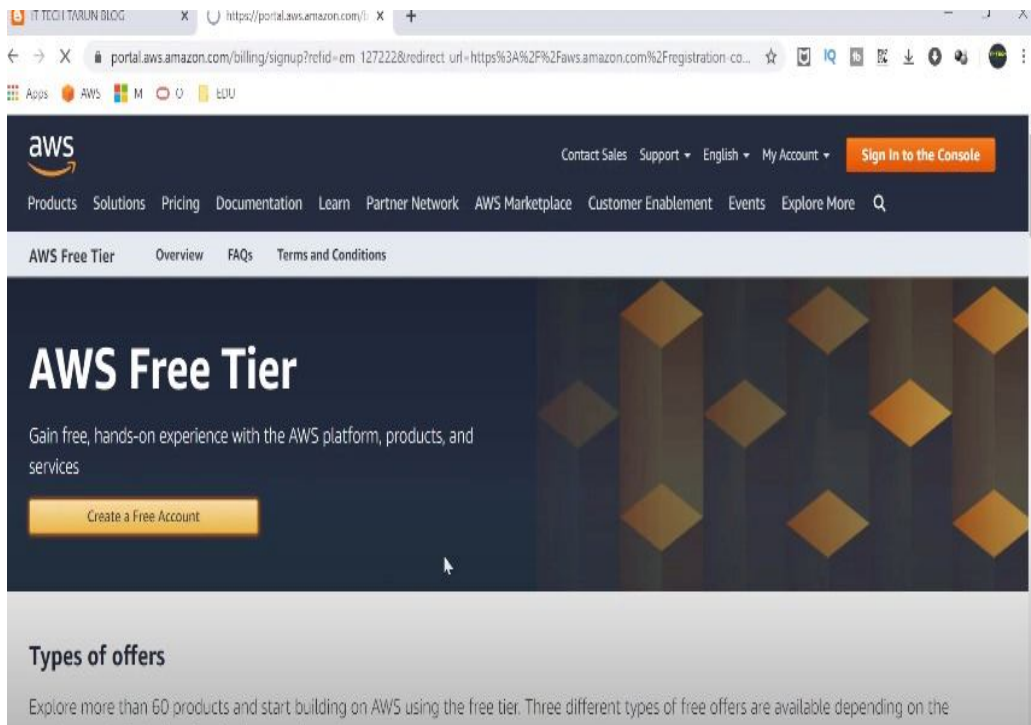 IT TECH TARUN BLOG X https://portal.aws.amazon.com/b X +
portal.aws.amazon.com/billing/signup?refid=em_127222&redirect_url=https%3A%2F%2Faws.amazon.com%2Fregistration-co...
Apps AWS M O EDU
aws
Contact Sales Support English My Account Sign In to the Console
Products Solutions Pricing Documentation Learn Partner Network AWS Marketplace Customer Enablement Events Explore More
AWS Free Tier Overview FAQs Terms and Conditions
AWS Free Tier
Gain free, hands-on experience with the AWS platform, products, and
services
Create a Free Account
Types of offers
Explore more than 60 products and start building on AWS using the free tier. Three different types of free offers are available depending on the